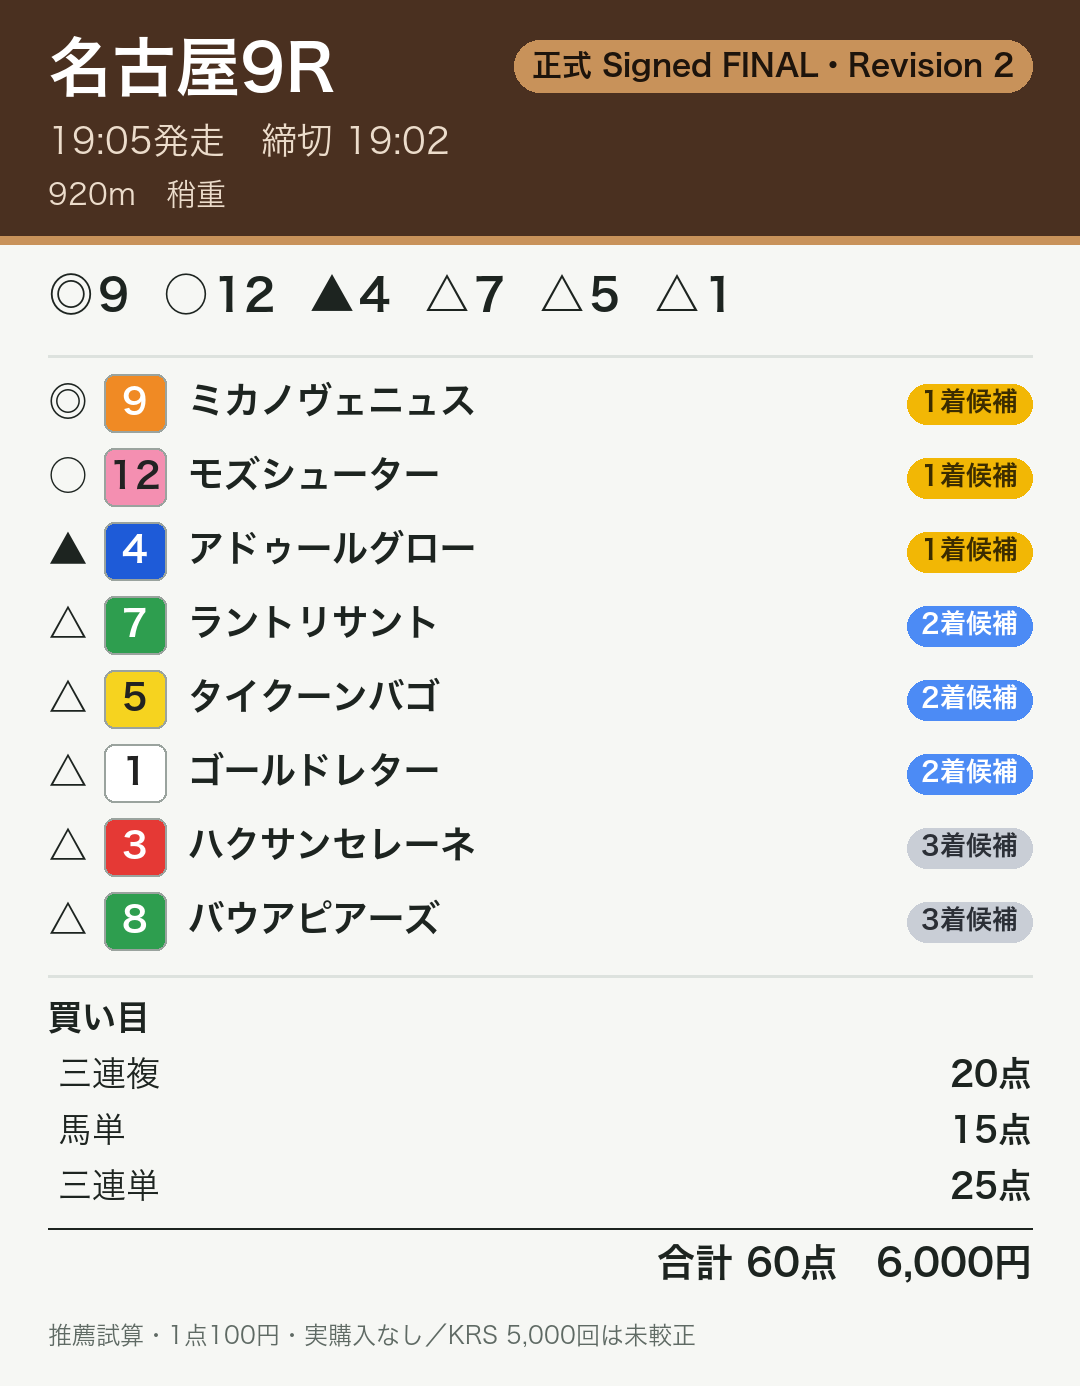 名古屋9R
正式 Signed FINAL・Revision 2
19:05発走　締切 19:02
920m　稍重
◎9 ○12 ▲4 △7 △5 △1
◎ 9 ミカノヴェニュス 1着候補
○ 12 モズシューター 1着候補
▲ 4 アドゥールグロー 1着候補
△ 7 ラントリサント 2着候補
△ 5 タイクーンバゴ 2着候補
△ 1 ゴールドレター 2着候補
△ 3 ハクサンセレーネ 3着候補
△ 8 バウアピアーズ 3着候補
買い目
三連複 20点
馬単 15点
三連単 25点
合計 60点　6,000円
推薦試算・1点100円・実購入なし／KRS 5,000回は未較正